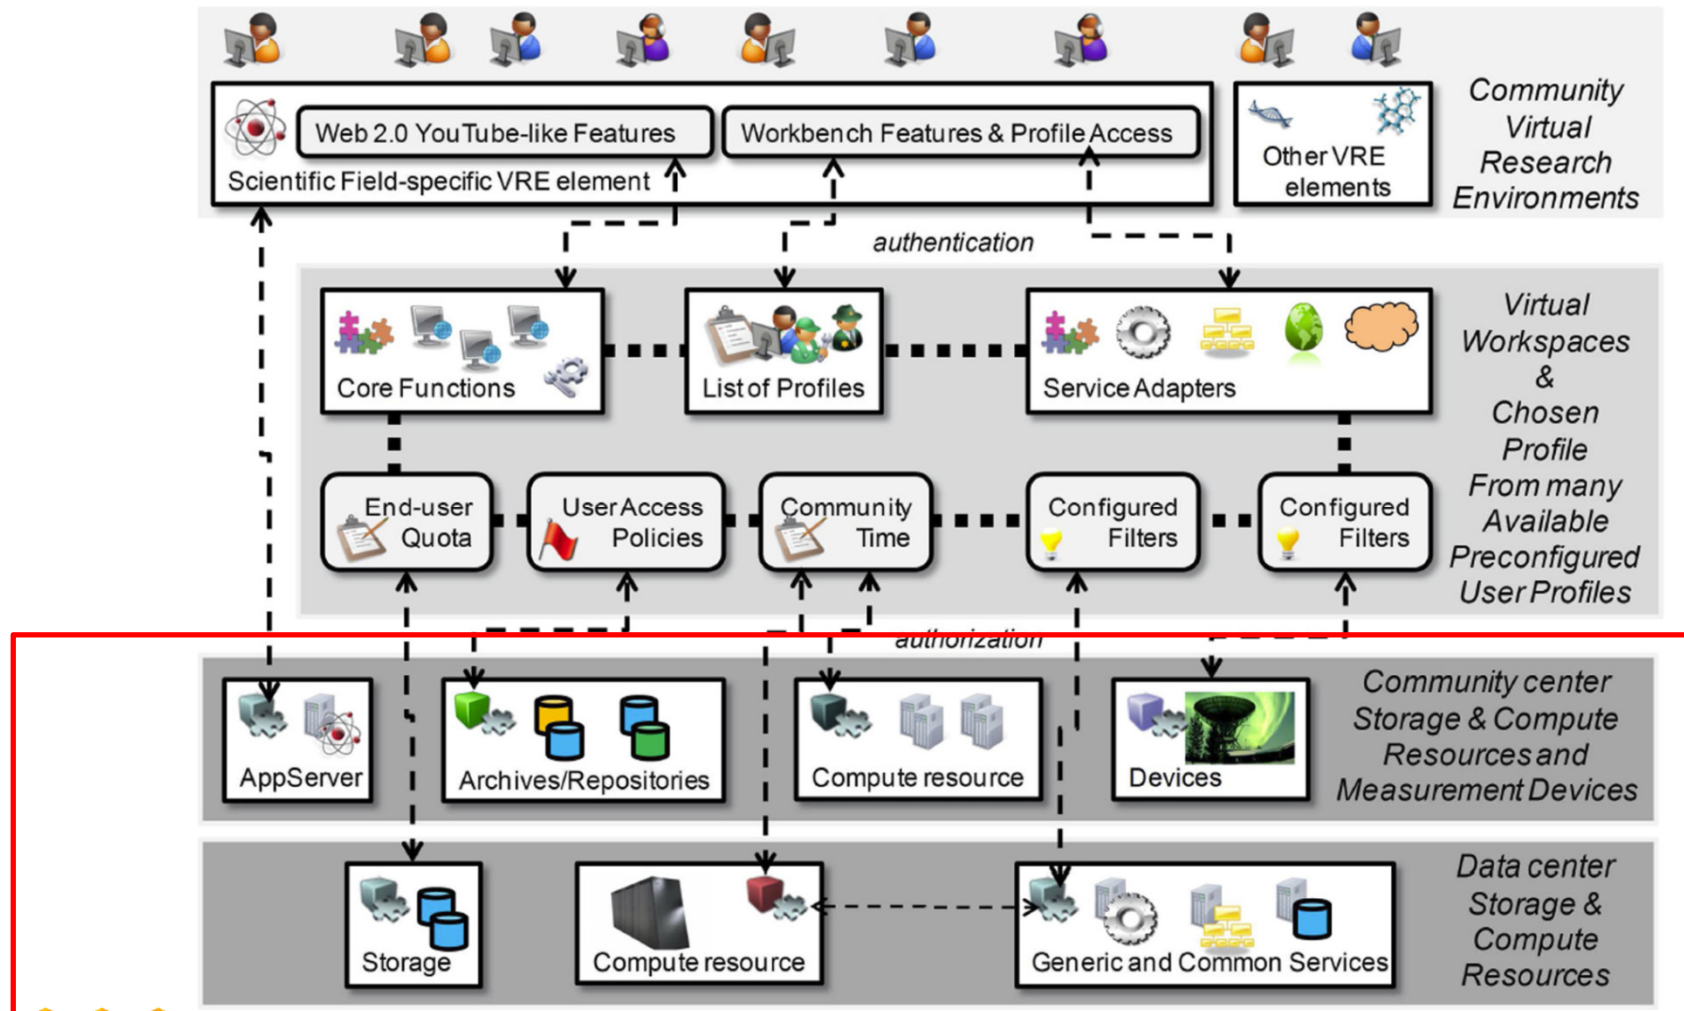 Web 2.0 YouTube-like Features
Workbench Features & Profile Access
Scientific Field-specific VRE element
Other VRE
elements
Community
Virtual
Research
Environments
authentication
Core Functions
List of Profiles
Service Adapters
Virtual
Workspaces
&
Chosen
Profile
From many
Available
Preconfigured
User Profiles
End-user
Quota
User Access
Policies
Community
Time
Configured
Filters
Configured
Filters
authorization
AppServer
Archives/Repositories
Compute resource
Devices
Community center
Storage & Compute
Resources and
Measurement Devices
Storage
Compute resource
Generic and Common Services
Data center
Storage &
Compute
Resources